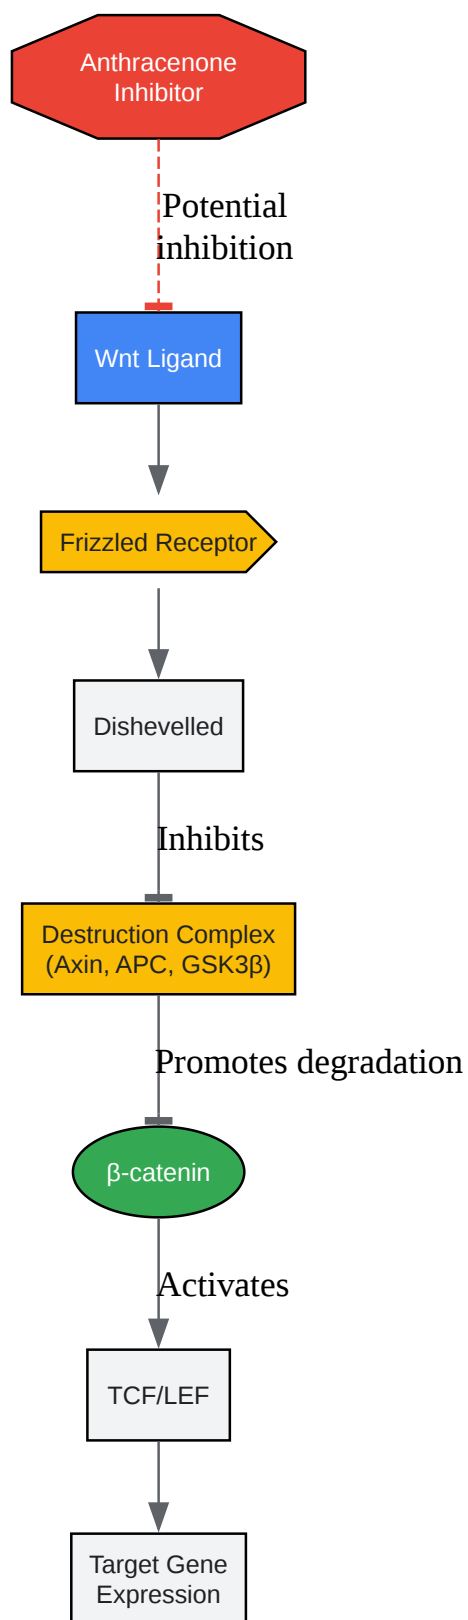 Anthracenone
Inhibitor
Potential
inhibition
Wnt Ligand
Frizzled Receptor
Dishevelled
Inhibits
Destruction Complex
(Axin, APC, GSK3β)
Promotes degradation
β-catenin
Activates
TCF/LEF
Target Gene
Expression